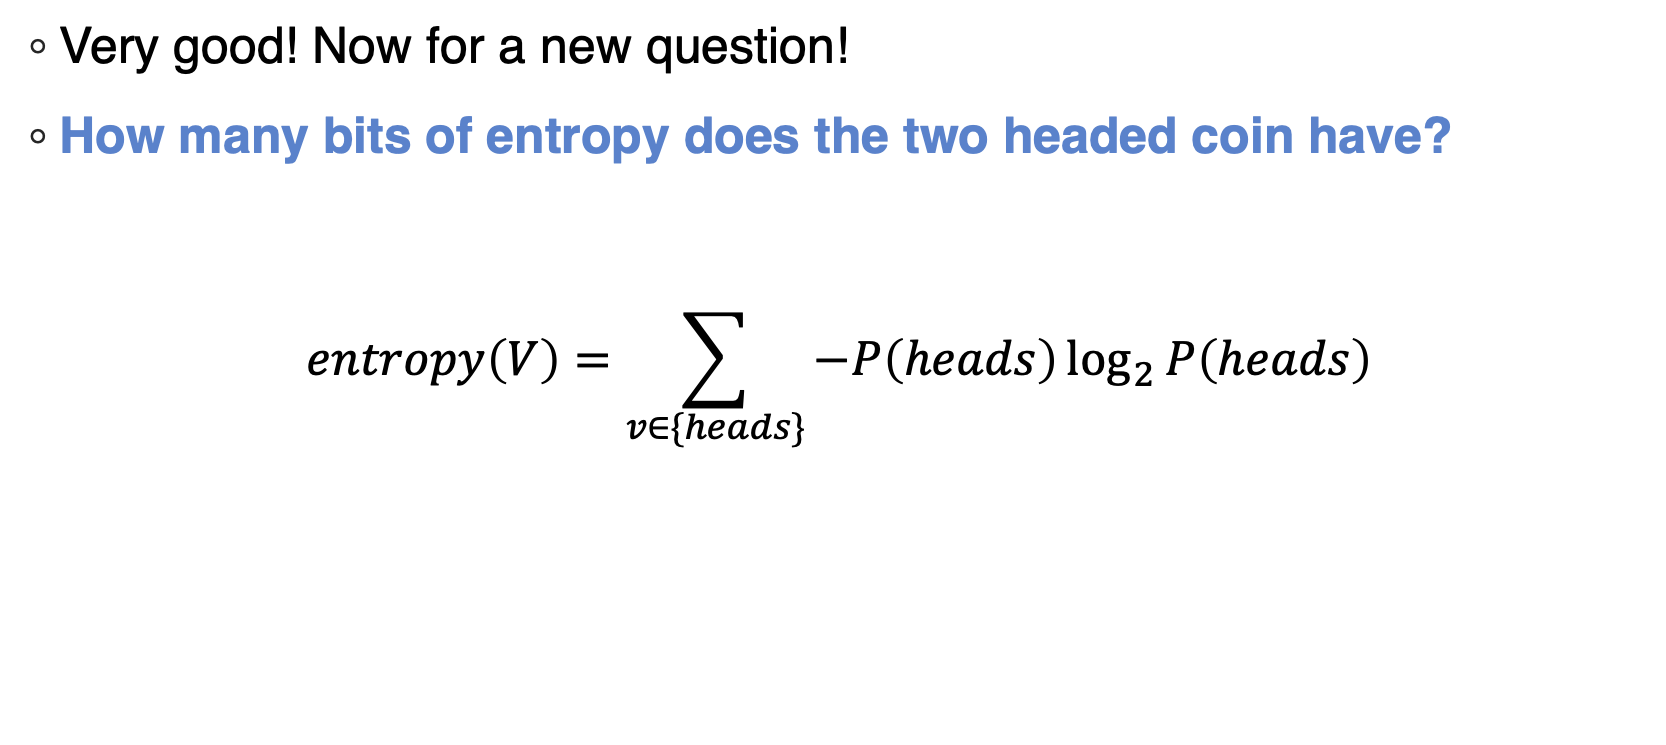 ◦ Very good! Now for a new question!
◦ How many bits of entropy does the two headed coin have?
entropy(V) = ∑ −P(heads) log₂ P(heads)
v∈{heads}